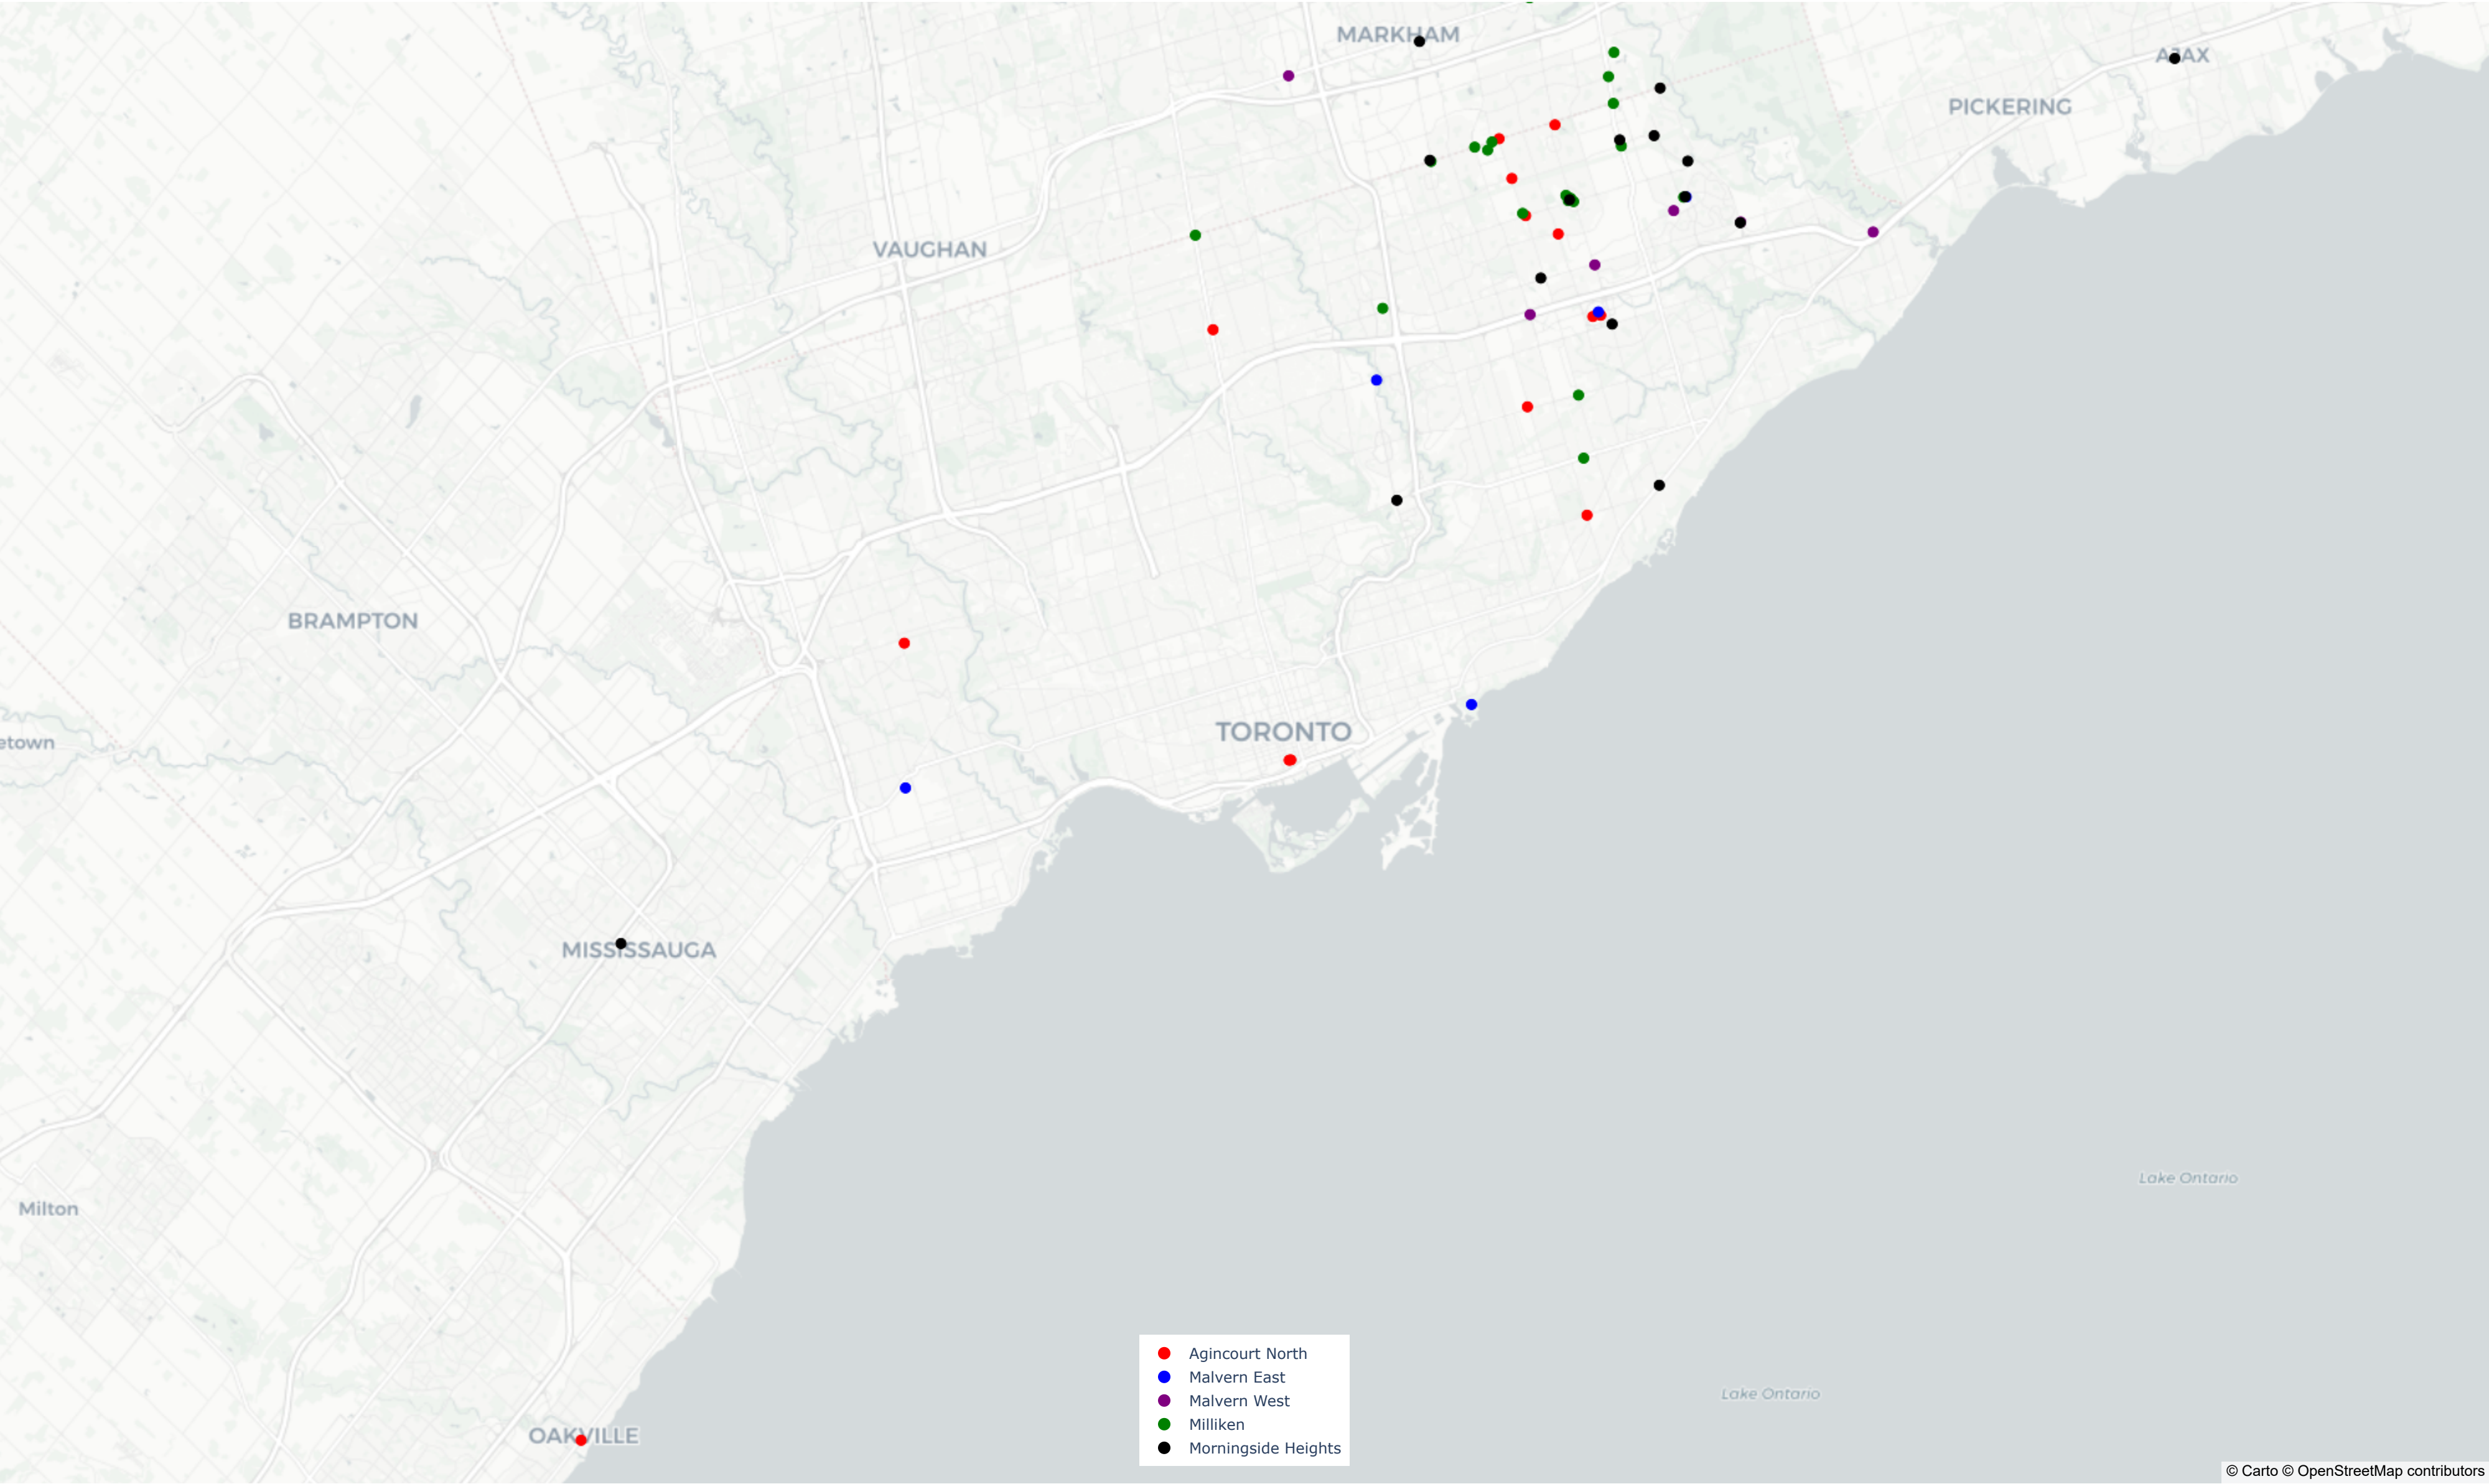 MARKHAM
AJAX
PICKERING
VAUGHAN
BRAMPTON
TORONTO
etown
MISSISSAUGA
Lake Ontario
Milton
Lake Ontario
OAKVILLE
Agincourt North
Malvern East
Malvern West
Milliken
Morningside Heights
© Carto © OpenStreetMap contributors